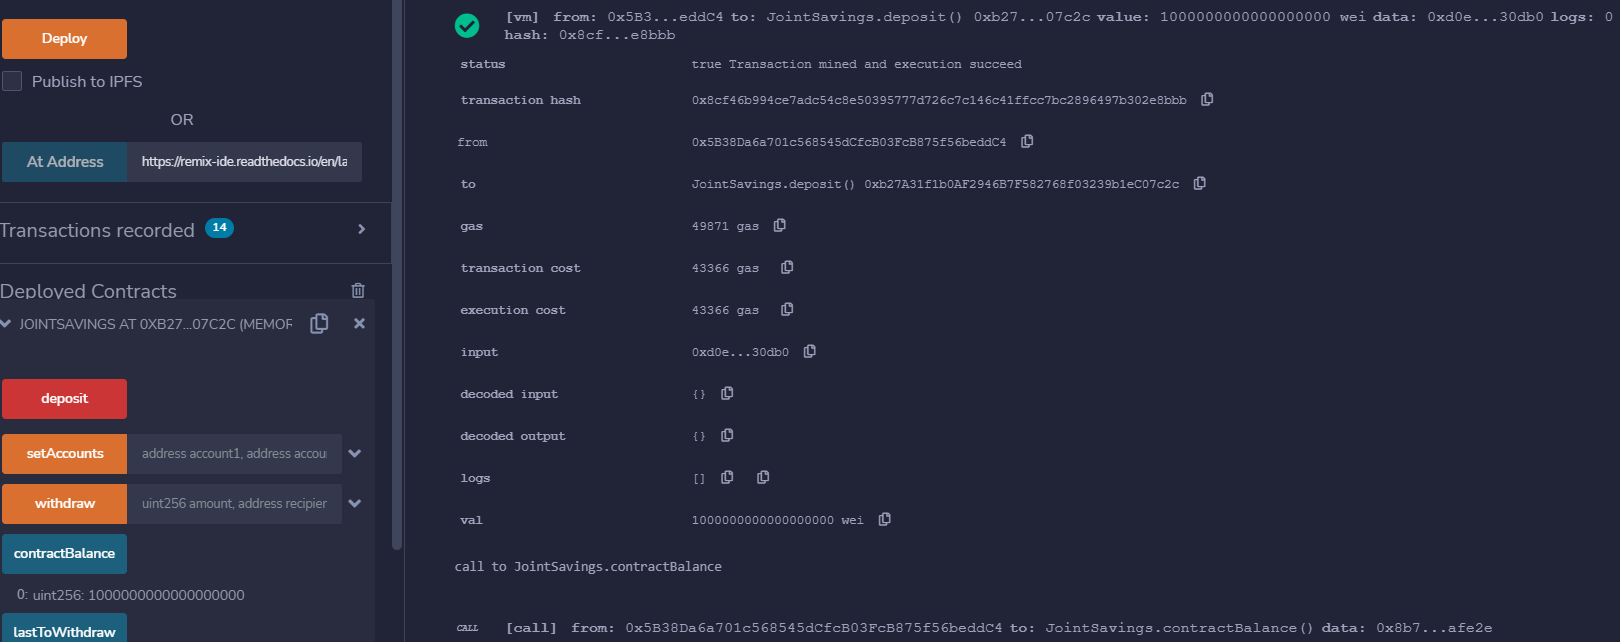 Deploy
Publish to IPFS
OR
At Address https://remix-ide.readthedocs.io/en/la
Transactions recorded 14
Deployed Contracts
JOINTSAVINGS AT 0XB27...07C2C (MEMOR
deposit
setAccounts address account1, address accou
withdraw uint256 amount, address recipier
contractBalance
0: uint256: 1000000000000000000
lastToWithdraw
[vm] from: 0x5B3...eddC4 to: JointSavings.deposit() 0xb27...07c2c value: 1000000000000000000 wei data: 0xd0e...30db0 logs: 0
hash: 0x8cf...e8bbb
status true Transaction mined and execution succeed
transaction hash 0x8cf46b994ce7adc54c8e50395777d726c7c146c41ffcc7bc2896497b302e8bbb
from 0x5B38Da6a701c568545dCfcB03FcB875f56beddC4
to JointSavings.deposit() 0xb27A31f1b0AF2946B7F582768f03239b1eC07c2c
gas 49871 gas
transaction cost 43366 gas
execution cost 43366 gas
input 0xd0e...30db0
decoded input {}
decoded output {}
logs []
val 1000000000000000000 wei
call to JointSavings.contractBalance
CALL [call] from: 0x5B38Da6a701c568545dCfcB03FcB875f56beddC4 to: JointSavings.contractBalance() data: 0x8b7...afe2e